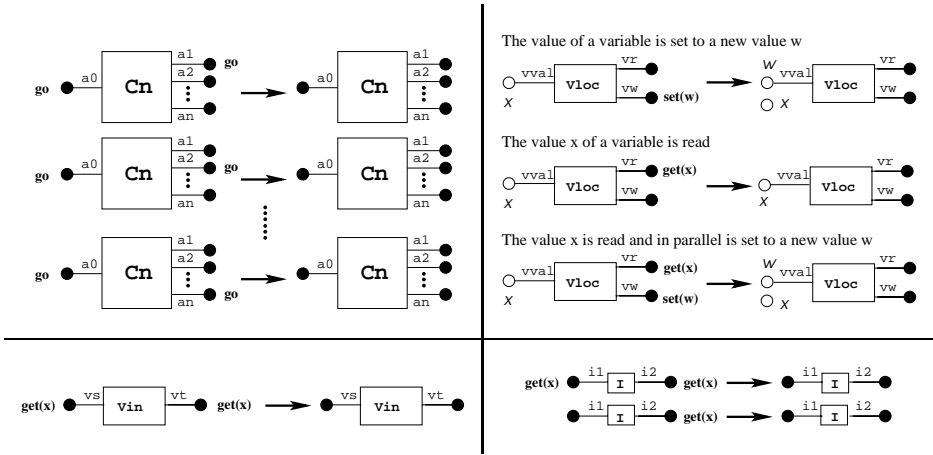 a1
go
a2
go
a0
Cn
an
a1
a2
a0
Cn
an
a1
a2
go
go
a0
Cn
an
a1
a2
a0
Cn
an
a1
a2
go
a0
Cn
an
go
a1
a2
a0
Cn
an
The value of a variable is set to a new value w
vval
x
Vloc
vr
vw
set(w)
w
vval
x
Vloc
vr
vw
The value x of a variable is read
vval
x
Vloc
vr
get(x)
vw
vval
x
Vloc
vr
vw
The value x is read and in parallel is set to a new value w
vval
x
Vloc
vr
get(x)
vw
set(w)
w
vval
x
Vloc
vr
vw
get(x)
vs
Vin
vt
get(x)
vs
Vin
vt
get(x)
i1
I
i2
get(x)
i1
I
i2
i1
I
i2
get(x)
i1
I
i2